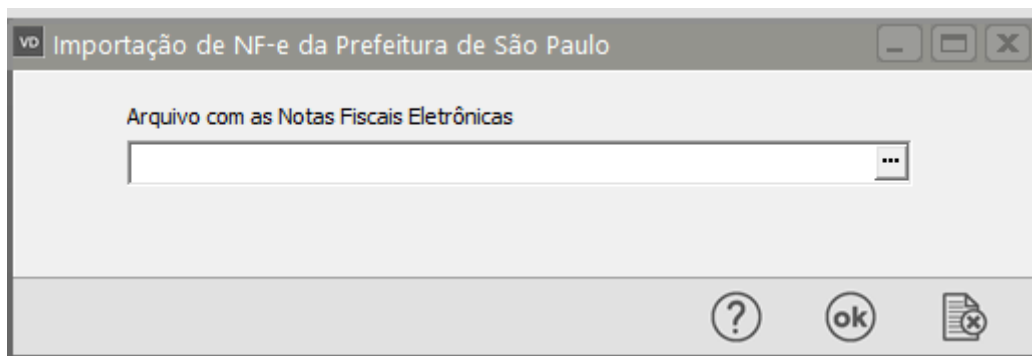 VD Importação de NF-e da Prefeitura de São Paulo
Arquivo com as Notas Fiscais Eletrônicas
...
? ok